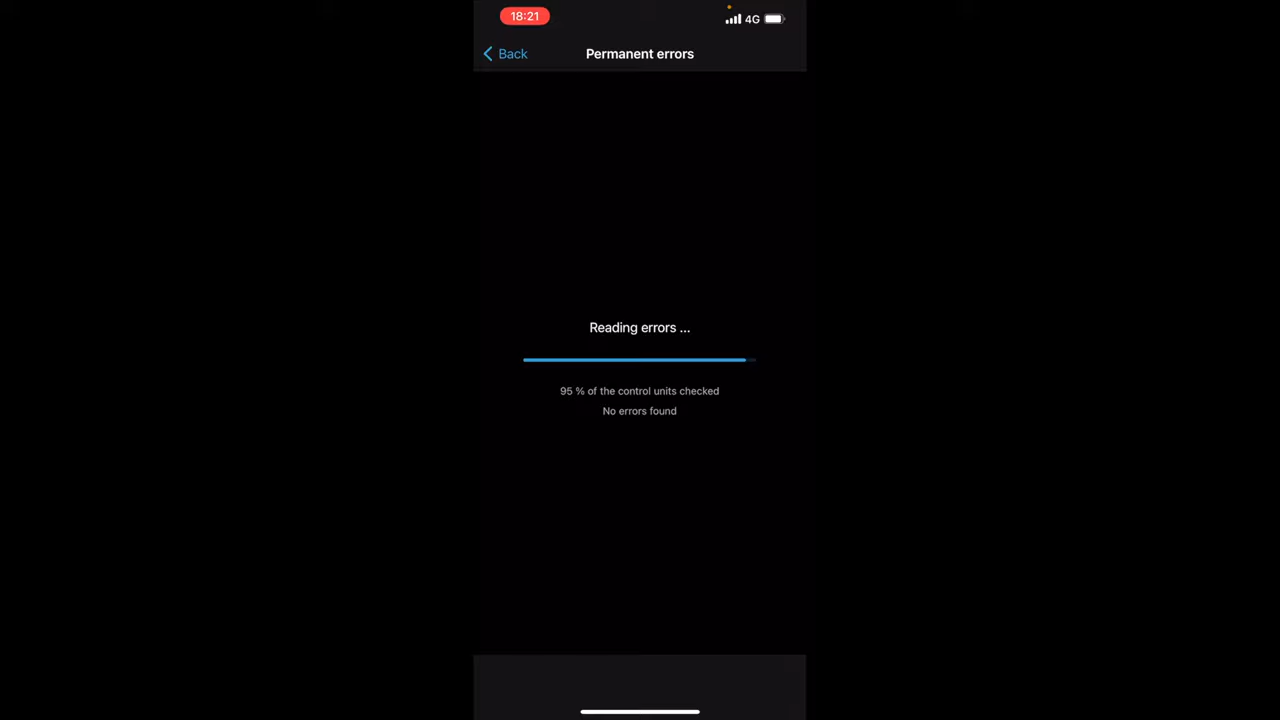 18:21
4G
Back
Permanent errors
Reading errors ...
95 % of the control units checked
No errors found